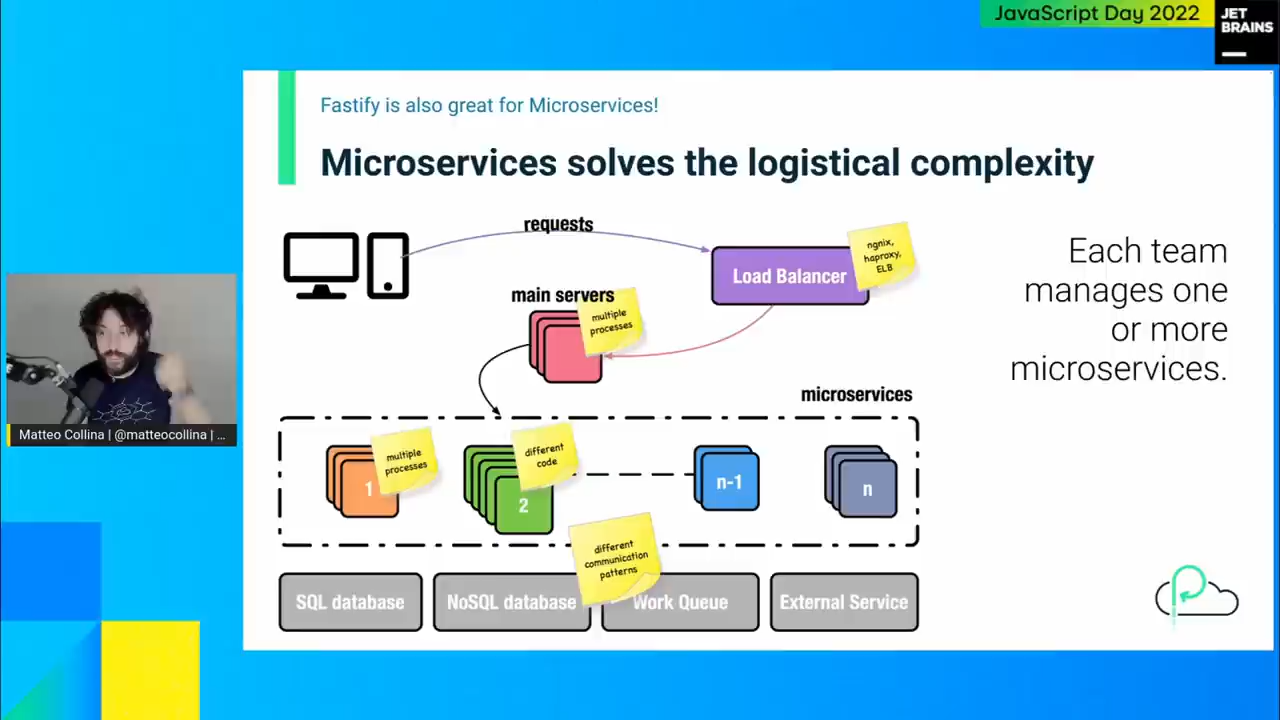 JavaScript Day 2022
JET
BRAINS
Fastify is also great for Microservices!
Microservices solves the logistical complexity
requests
Load Balancer
ngnix,
haproxy,
ELB
main servers
multiple
processes
Each team
manages one
or more
microservices.
microservices
1
multiple
processes
2
different
code
n-1
n
different
communication
patterns
SQL database
NoSQL database
Work Queue
External Service
Matteo Collina | @matteocollina | ...